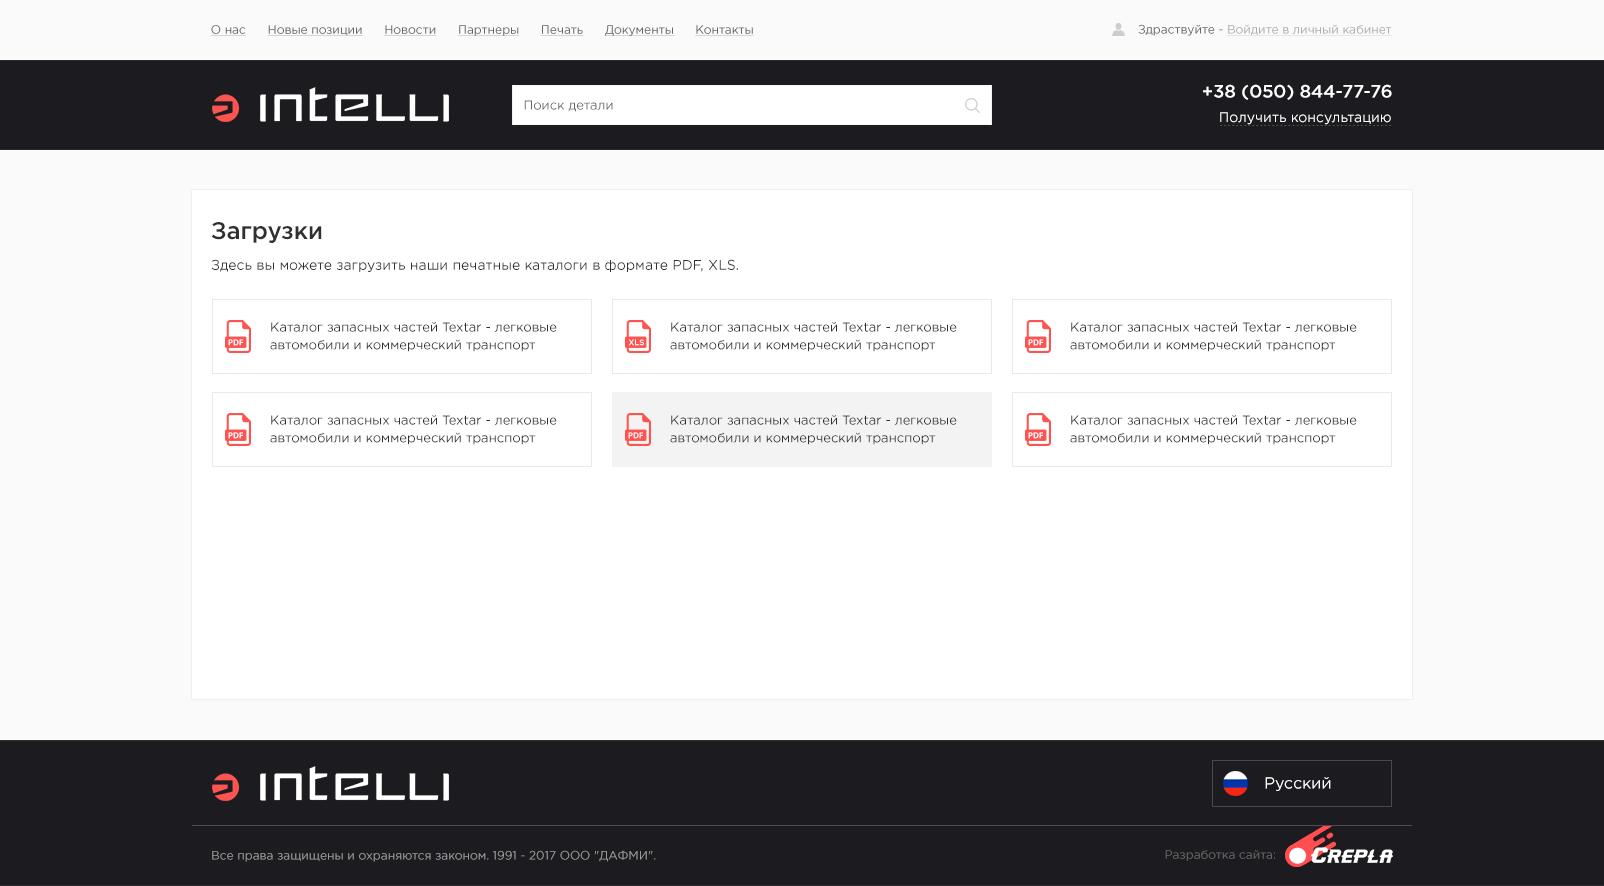 О нас Новые позиции Новости Партнеры Печать Документы Контакты Здраствуйте - Войдите в личный кабинет
INTELLI
Поиск детали
+38 (050) 844-77-76
Получить консультацию
Загрузки
Здесь вы можете загрузить наши печатные каталоги в формате PDF, XLS.
PDF
Каталог запасных частей Textar - легковые
автомобили и коммерческий транспорт
XLS
Каталог запасных частей Textar - легковые
автомобили и коммерческий транспорт
PDF
Каталог запасных частей Textar - легковые
автомобили и коммерческий транспорт
PDF
Каталог запасных частей Textar - легковые
автомобили и коммерческий транспорт
PDF
Каталог запасных частей Textar - легковые
автомобили и коммерческий транспорт
PDF
Каталог запасных частей Textar - легковые
автомобили и коммерческий транспорт
INTELLI
Русский
Все права защищены и охраняются законом. 1991 - 2017 ООО "ДАФМИ".
Разработка сайта: CREPLA